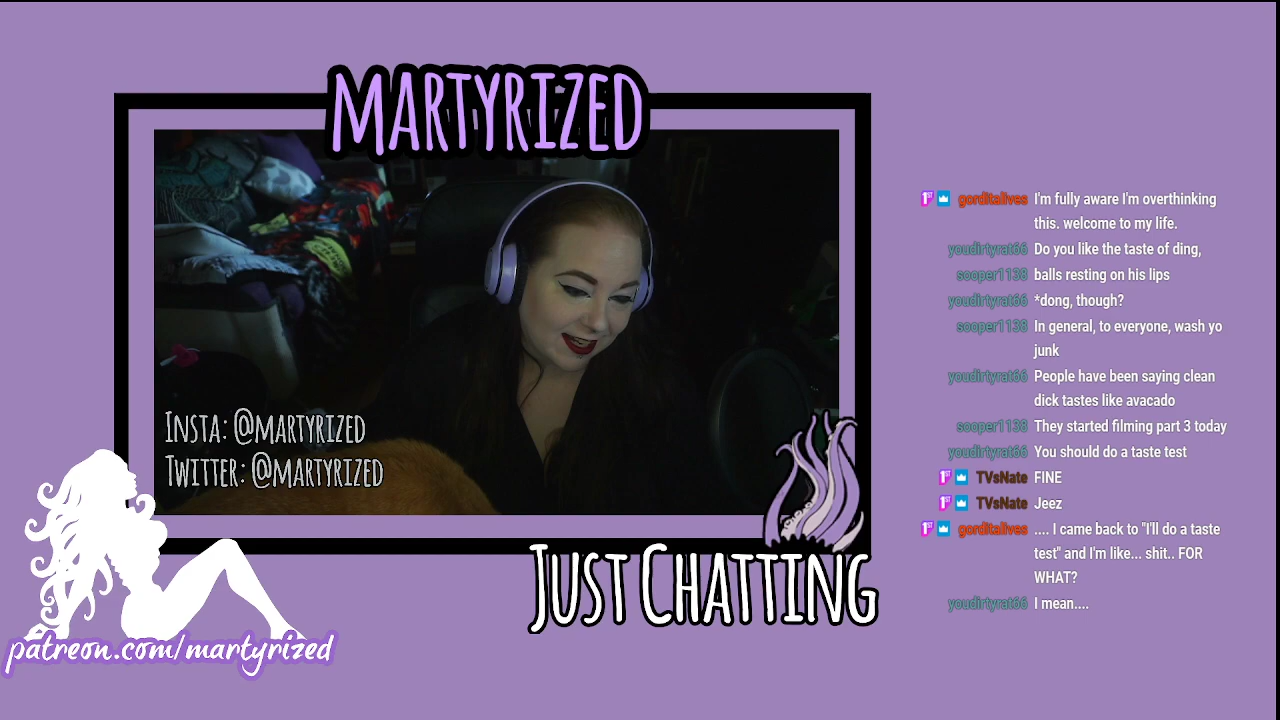 MARTYRIZED
INSTA: @MARTYRIZED
TWITTER: @MARTYRIZED
JUST CHATTING
patreon.com/martyrized
gorditalives I'm fully aware I'm overthinking
this. welcome to my life.
youdirtyrat66 Do you like the taste of ding,
sooper1138 balls resting on his lips
youdirtyrat66 *dong, though?
sooper1138 In general, to everyone, wash yo
junk
youdirtyrat66 People have been saying clean
dick tastes like avacado
sooper1138 They started filming part 3 today
youdirtyrat66 You should do a taste test
TVsNate FINE
TVsNate Jeez
gorditalives .... I came back to "I'll do a taste
test" and I'm like... shit.. FOR
WHAT?
youdirtyrat66 I mean....